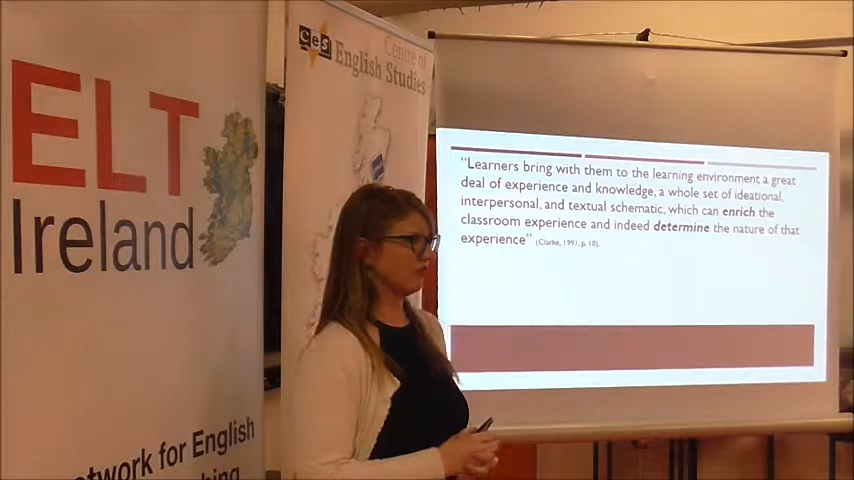 ELT
Ireland
network for English
CES
Centre of
English Studies
"Learners bring with them to the learning environment a great
deal of experience and knowledge, a whole set of ideational,
interpersonal, and textual schematic, which can enrich the
classroom experience and indeed determine the nature of that
experience" (Clarke, 1991, p. 18).